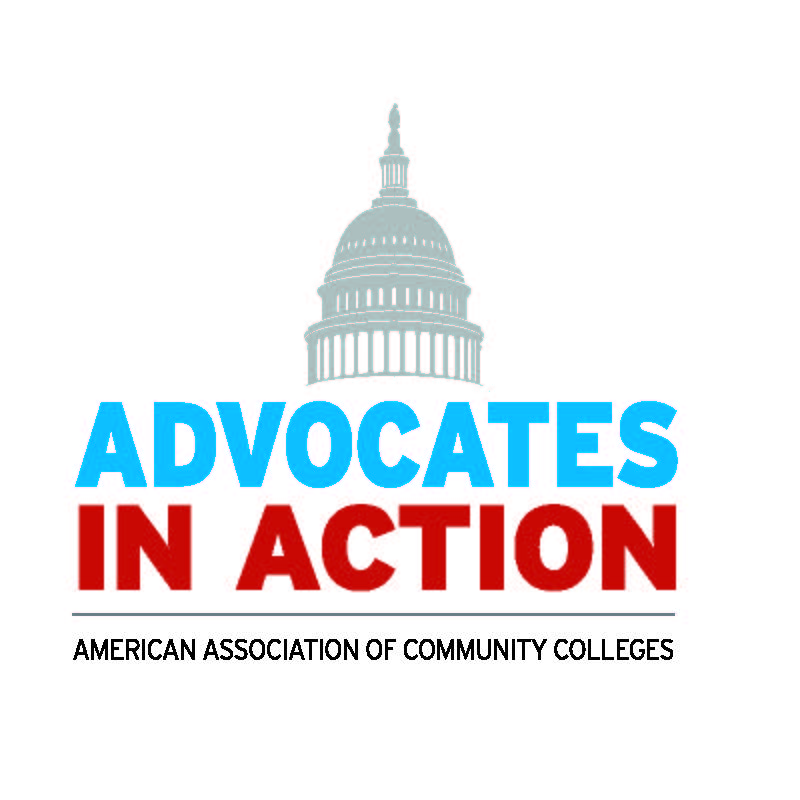 ADVOCATES
IN ACTION
AMERICAN ASSOCIATION OF COMMUNITY COLLEGES